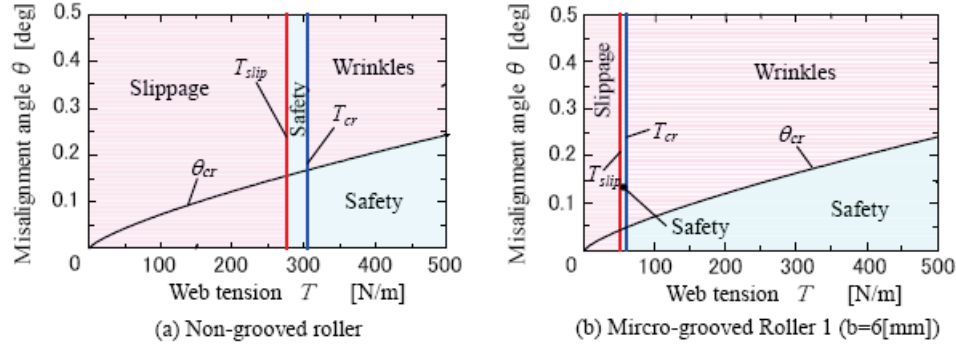 0.5
0.4
0.3
0.2
0.1
0
100
200
300
400
500
Misalignment angle θ [deg]
Web tension T [N/m]
Slippage
T_slip
Safety
Wrinkles
T_cr
θ_cr
Safety
(a) Non-grooved roller
0.5
0.4
0.3
0.2
0.1
0
100
200
300
400
500
Misalignment angle θ [deg]
Web tension T [N/m]
Slippage
Wrinkles
T_cr
θ_cr
T_slip
Safety
Safety
(b) Mircro-grooved Roller 1 (b=6[mm])